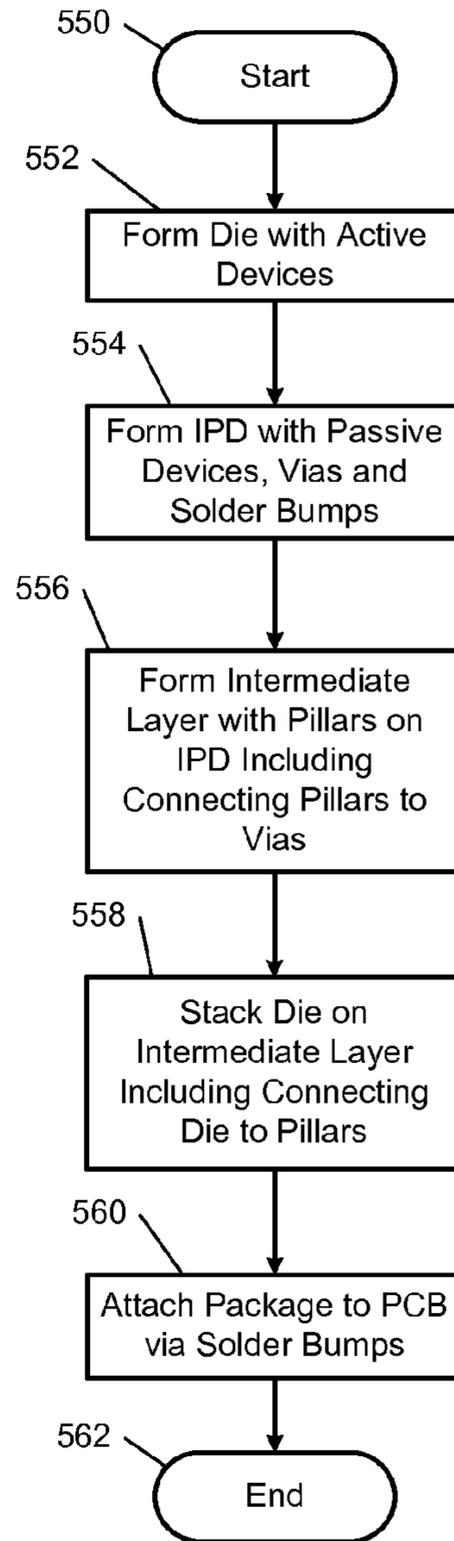 550
Start
552
Form Die with Active
Devices
554
Form IPD with Passive
Devices, Vias and
Solder Bumps
556
Form Intermediate
Layer with Pillars on
IPD Including
Connecting Pillars to
Vias
558
Stack Die on
Intermediate Layer
Including Connecting
Die to Pillars
560
Attach Package to PCB
via Solder Bumps
562
End